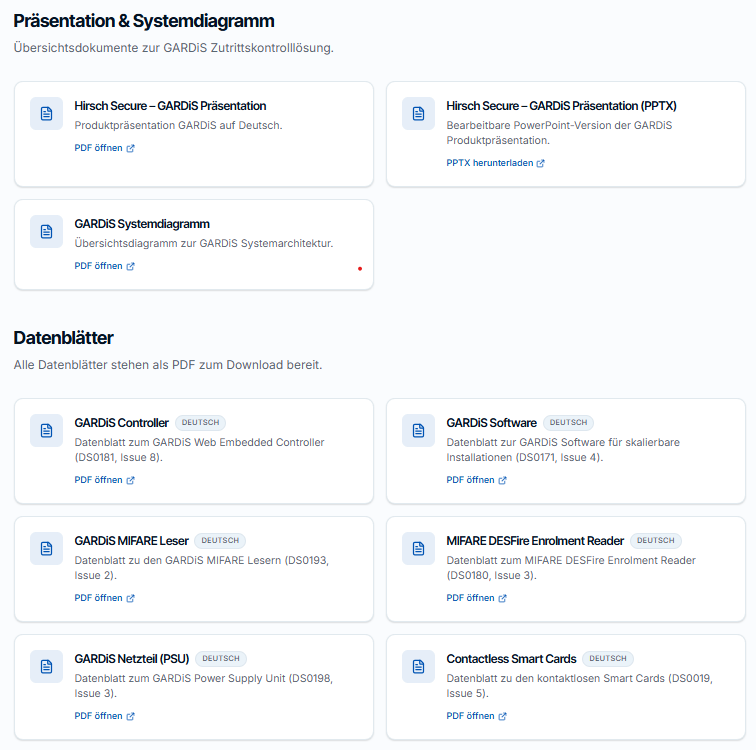 Präsentation & Systemdiagramm
Übersichtsdokumente zur GARDiS Zutrittskontrolllösung.
Hirsch Secure – GARDiS Präsentation
Produktpräsentation GARDiS auf Deutsch.
PDF öffnen
Hirsch Secure – GARDiS Präsentation (PPTX)
Bearbeitbare PowerPoint-Version der GARDiS
Produktpräsentation.
PPTX herunterladen
GARDiS Systemdiagramm
Übersichtsdiagramm zur GARDiS Systemarchitektur.
PDF öffnen
Datenblätter
Alle Datenblätter stehen als PDF zum Download bereit.
GARDiS Controller DEUTSCH
Datenblatt zum GARDiS Web Embedded Controller
(DS0181, Issue 8).
PDF öffnen
GARDiS Software DEUTSCH
Datenblatt zur GARDiS Software für skalierbare
Installationen (DS0171, Issue 4).
PDF öffnen
GARDiS MIFARE Leser DEUTSCH
Datenblatt zu den GARDiS MIFARE Lesern (DS0193,
Issue 2).
PDF öffnen
MIFARE DESFire Enrolment Reader DEUTSCH
Datenblatt zum MIFARE DESFire Enrolment Reader
(DS0180, Issue 3).
PDF öffnen
GARDiS Netzteil (PSU) DEUTSCH
Datenblatt zum GARDiS Power Supply Unit (DS0198,
Issue 3).
PDF öffnen
Contactless Smart Cards DEUTSCH
Datenblatt zu den kontaktlosen Smart Cards (DS0019,
Issue 5).
PDF öffnen